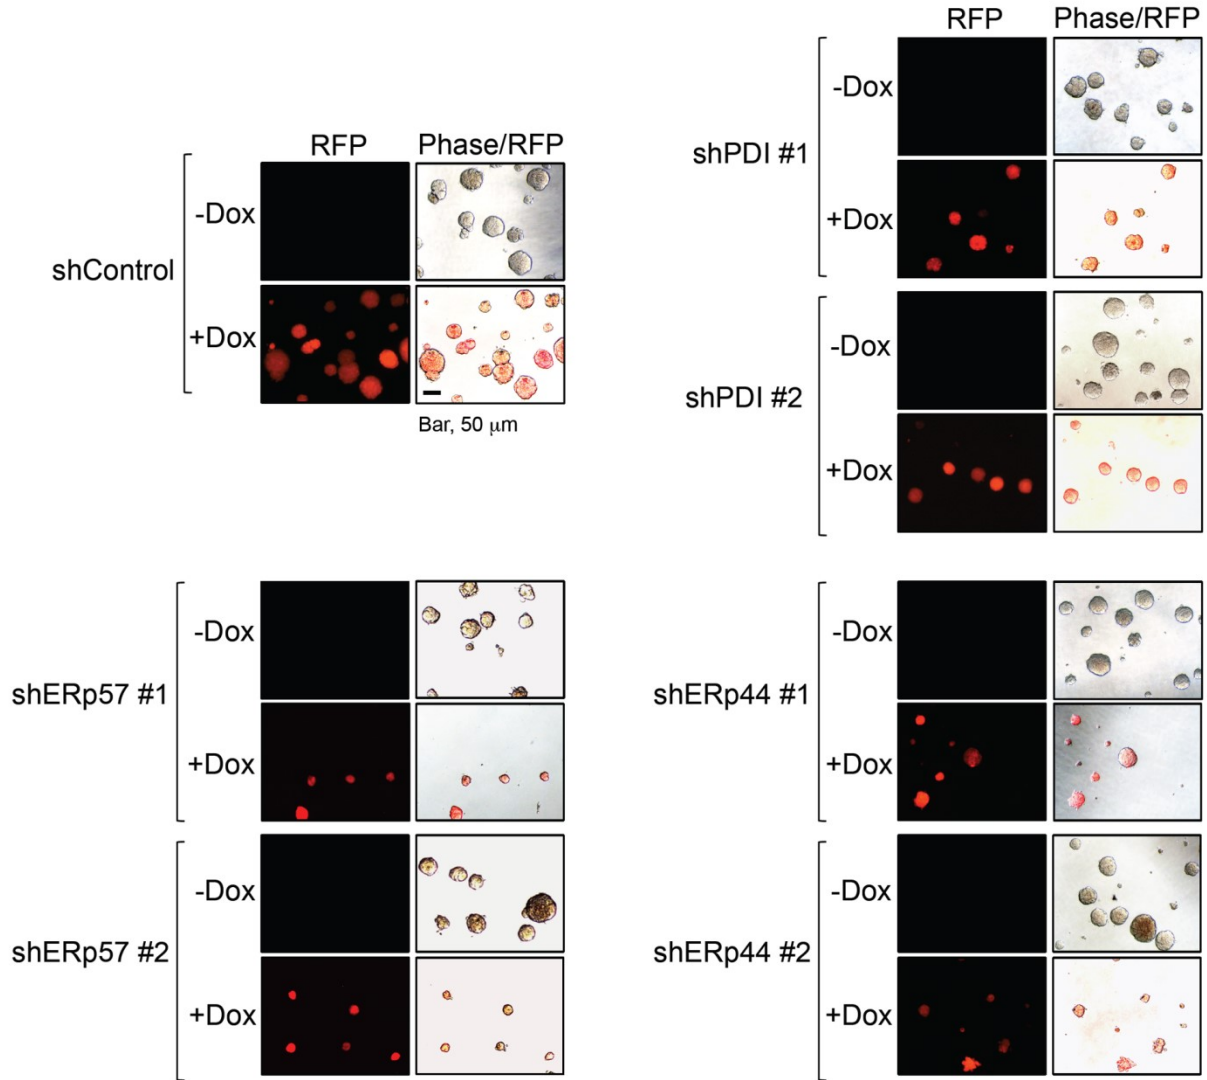 RFP Phase/RFP
shControl
-Dox
+Dox
Bar, 50 μm
RFP Phase/RFP
shPDI #1
-Dox
+Dox
shPDI #2
-Dox
+Dox
shERp57 #1
-Dox
+Dox
shERp57 #2
-Dox
+Dox
shERp44 #1
-Dox
+Dox
shERp44 #2
-Dox
+Dox